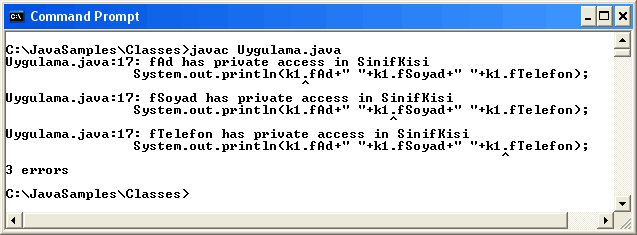 Command Prompt
C:\JavaSamples\Classes>javac Uygulama.java
Uygulama.java:17: fAd has private access in SinifKisi
System.out.println(k1.fAd+" "+k1.fSoyad+" "+k1.fTelefon);
^
Uygulama.java:17: fSoyad has private access in SinifKisi
System.out.println(k1.fAd+" "+k1.fSoyad+" "+k1.fTelefon);
^
Uygulama.java:17: fTelefon has private access in SinifKisi
System.out.println(k1.fAd+" "+k1.fSoyad+" "+k1.fTelefon);
^
3 errors
C:\JavaSamples\Classes>